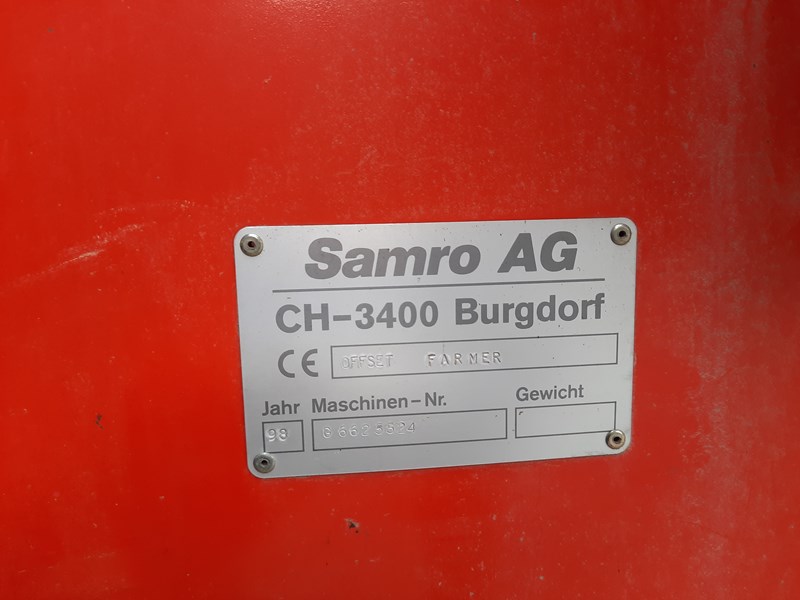 Samro AG
CH-3400 Burgdorf
CE OFFSET FARMER
Jahr Maschinen-Nr. Gewicht
98